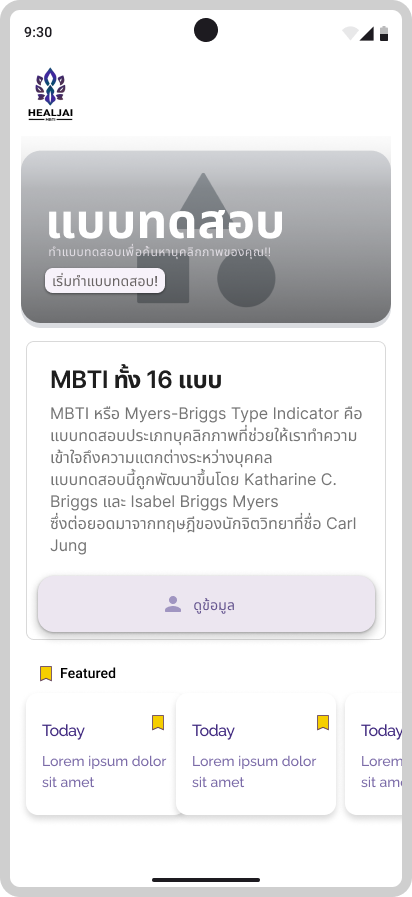 9:30
HEALJAI
MBTI
แบบทดสอบ
ทำแบบทดสอบเพื่อค้นหาบุคลิกภาพของคุณ!!
เริ่มทำแบบทดสอบ!
MBTI ทั้ง 16 แบบ
MBTI หรือ Myers-Briggs Type Indicator คือ
แบบทดสอบประเภทบุคลิกภาพที่ช่วยให้เราทำความ
เข้าใจถึงความแตกต่างระหว่างบุคคล
แบบทดสอบนี้ถูกพัฒนาขึ้นโดย Katharine C.
Briggs และ Isabel Briggs Myers
ซึ่งต่อยอดมาจากทฤษฎีของนักจิตวิทยาที่ชื่อ Carl
Jung
ดูข้อมูล
Featured
Today
Lorem ipsum dolor
sit amet
Today
Lorem ipsum dolor
sit amet
Today
Lorem
sit amet